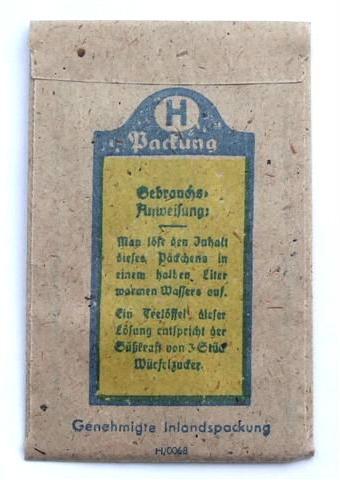 H
Packung
Gebrauchs-
Anweisung:
Man löst den Inhalt
dieses Päckchens in
einem halben Liter
warmen Wassers auf.
Ein Teelöffel dieser
Lösung entspricht der
Süßkraft von 3 Stück
Würfelzucker.
Genehmigte Inlandspackung
H/0068